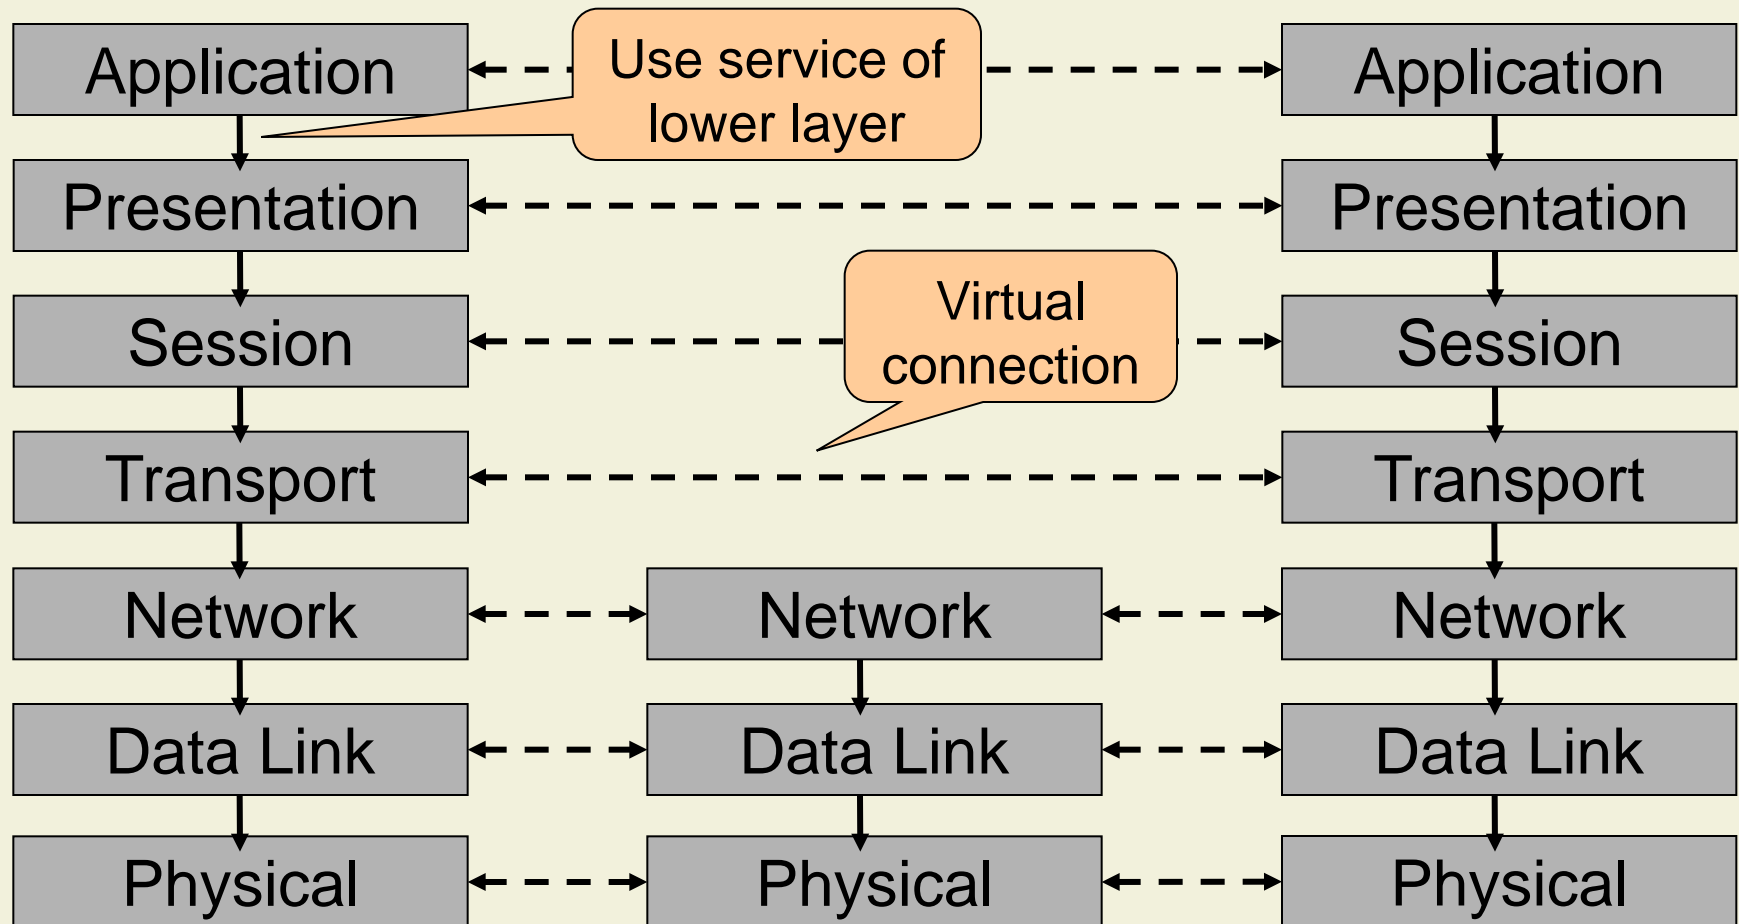 Application
Use service of
lower layer
Application
Presentation
Presentation
Session
Virtual
connection
Session
Transport
Transport
Network
Network
Network
Data Link
Data Link
Data Link
Physical
Physical
Physical